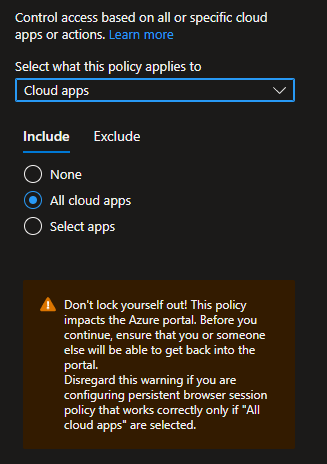 Control access based on all or specific cloud
apps or actions. Learn more
Select what this policy applies to
Cloud apps
Include Exclude
None
All cloud apps
Select apps
Don't lock yourself out! This policy
impacts the Azure portal. Before you
continue, ensure that you or someone
else will be able to get back into the
portal.
Disregard this warning if you are
configuring persistent browser session
policy that works correctly only if "All
cloud apps" are selected.